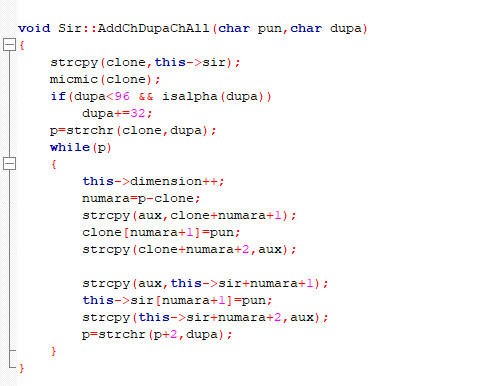 void Sir::AddChDupaChAll(char pun,char dupa)
{
    strcpy(clone,this->sir);
    micmic(clone);
    if(dupa<96 && isalpha(dupa))
        dupa+=32;
    p=strchr(clone,dupa);
    while(p)
    {
        this->dimension++;
        numara=p-clone;
        strcpy(aux,clone+numara+1);
        clone[numara+1]=pun;
        strcpy(clone+numara+2,aux);

        strcpy(aux,this->sir+numara+1);
        this->sir[numara+1]=pun;
        strcpy(this->sir+numara+2,aux);
        p=strchr(p+2,dupa);
    }
}